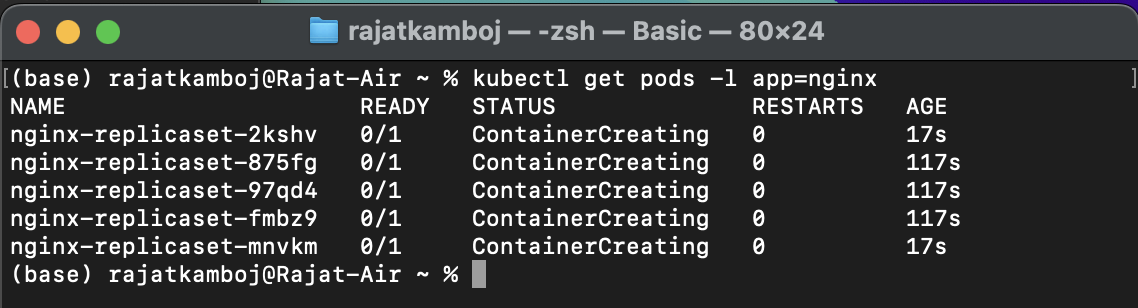 rajatkamboj — -zsh — Basic — 80×24
[(base) rajatkamboj@Rajat-Air ~ % kubectl get pods -l app=nginx ]
NAME READY STATUS RESTARTS AGE
nginx-replicaset-2kshv 0/1 ContainerCreating 0 17s
nginx-replicaset-875fg 0/1 ContainerCreating 0 117s
nginx-replicaset-97qd4 0/1 ContainerCreating 0 117s
nginx-replicaset-fmbz9 0/1 ContainerCreating 0 117s
nginx-replicaset-mnvkm 0/1 ContainerCreating 0 17s
(base) rajatkamboj@Rajat-Air ~ %